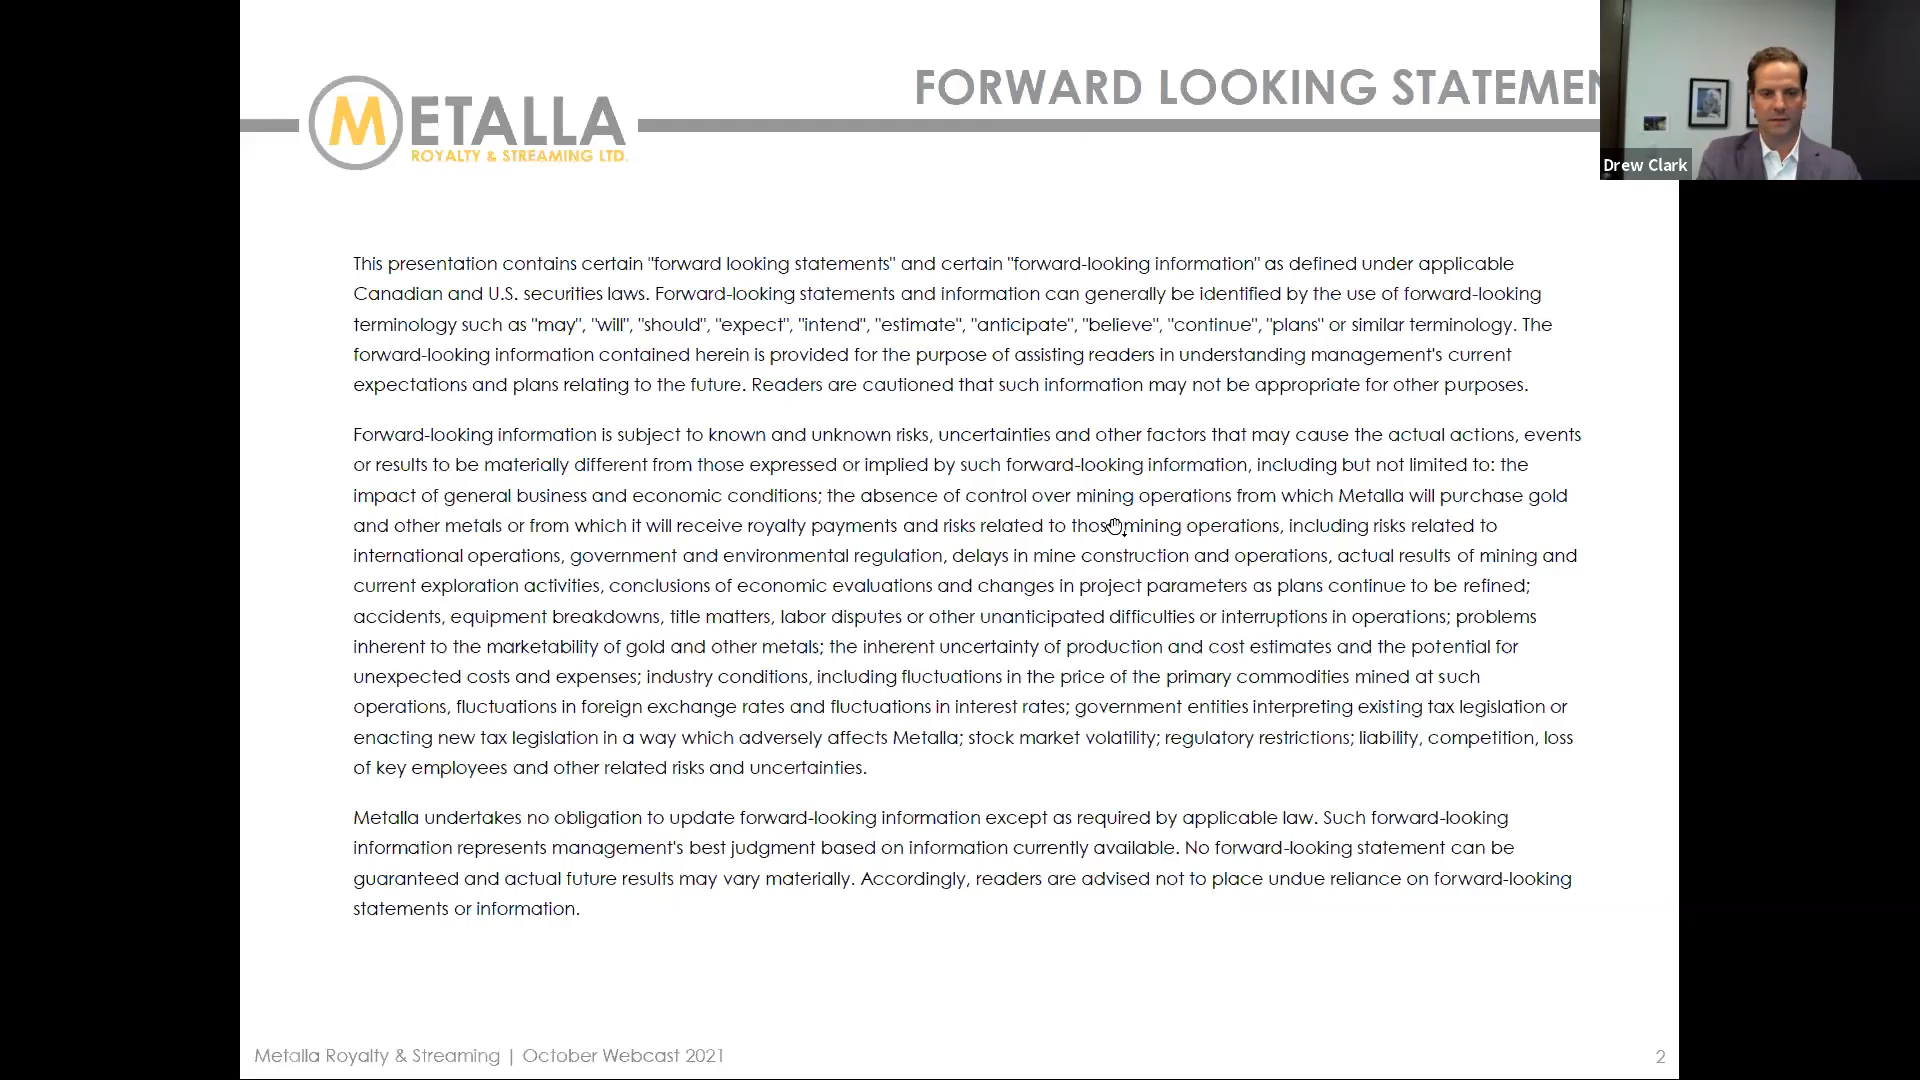 FORWARD LOOKING STATEMEN
METALLA
ROYALTY & STREAMING LTD.
Drew Clark
This presentation contains certain "forward looking statements" and certain "forward-looking information" as defined under applicable
Canadian and U.S. securities laws. Forward-looking statements and information can generally be identified by the use of forward-looking
terminology such as "may", "will", "should", "expect", "intend", "estimate", "anticipate", "believe", "continue", "plans" or similar terminology. The
forward-looking information contained herein is provided for the purpose of assisting readers in understanding management's current
expectations and plans relating to the future. Readers are cautioned that such information may not be appropriate for other purposes.
Forward-looking information is subject to known and unknown risks, uncertainties and other factors that may cause the actual actions, events
or results to be materially different from those expressed or implied by such forward-looking information, including but not limited to: the
impact of general business and economic conditions; the absence of control over mining operations from which Metalla will purchase gold
and other metals or from which it will receive royalty payments and risks related to thos mining operations, including risks related to
international operations, government and environmental regulation, delays in mine construction and operations, actual results of mining and
current exploration activities, conclusions of economic evaluations and changes in project parameters as plans continue to be refined;
accidents, equipment breakdowns, title matters, labor disputes or other unanticipated difficulties or interruptions in operations; problems
inherent to the marketability of gold and other metals; the inherent uncertainty of production and cost estimates and the potential for
unexpected costs and expenses; industry conditions, including fluctuations in the price of the primary commodities mined at such
operations, fluctuations in foreign exchange rates and fluctuations in interest rates; government entities interpreting existing tax legislation or
enacting new tax legislation in a way which adversely affects Metalla; stock market volatility; regulatory restrictions; liability, competition, loss
of key employees and other related risks and uncertainties.
Metalla undertakes no obligation to update forward-looking information except as required by applicable law. Such forward-looking
information represents management's best judgment based on information currently available. No forward-looking statement can be
guaranteed and actual future results may vary materially. Accordingly, readers are advised not to place undue reliance on forward-looking
statements or information.
Metalla Royalty & Streaming | October Webcast 2021
2